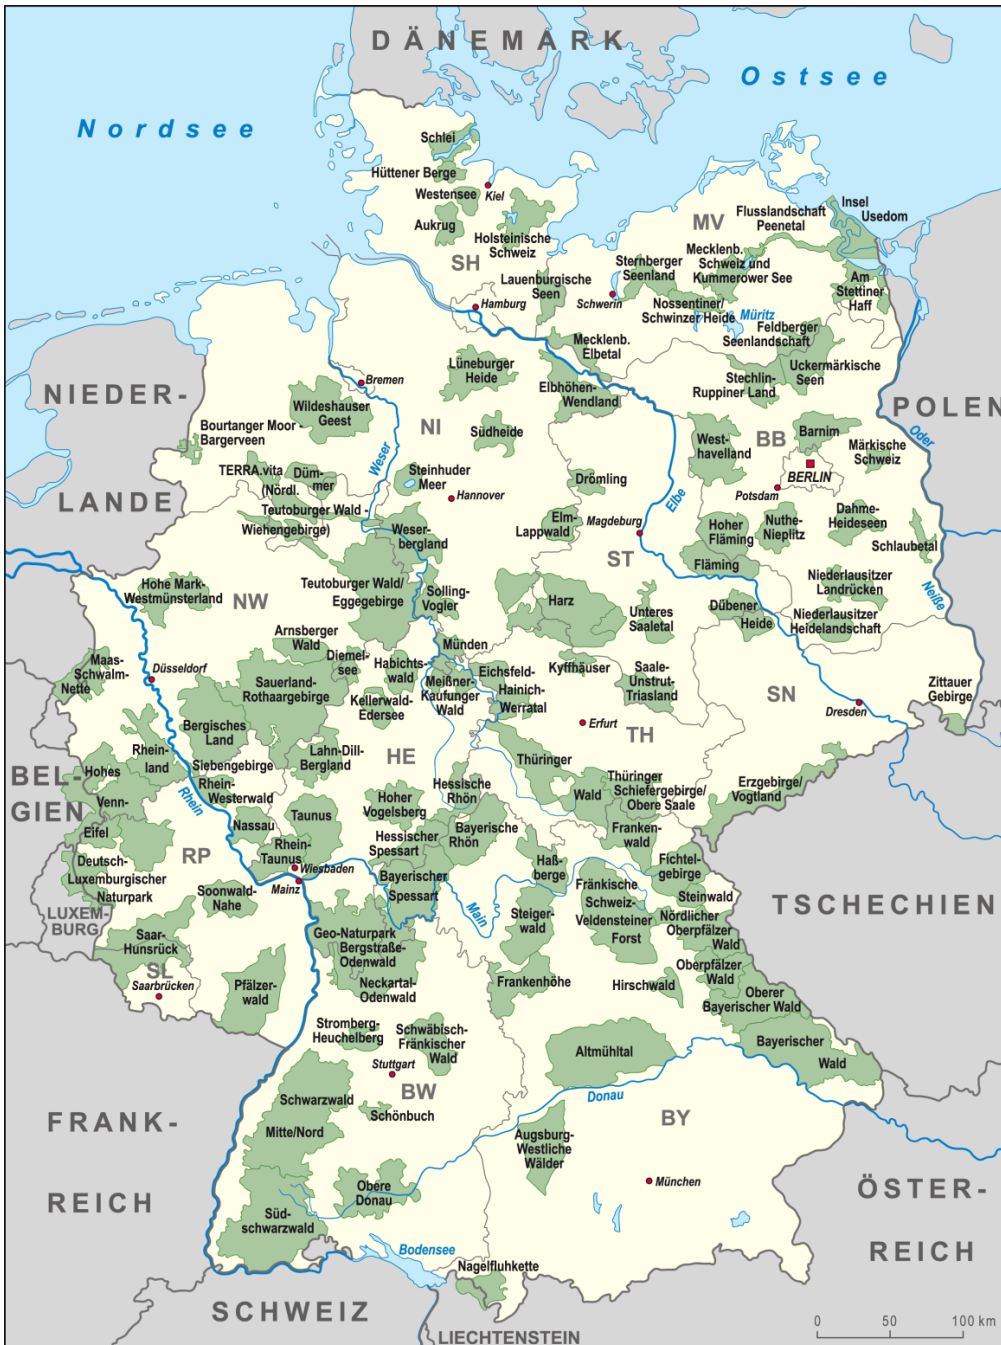 DÄNEMARK
Ostsee
Nordsee
Schlei
Hüttener Berge
Westensee
Kiel
Aukrug
Holsteinische
Schweiz
SH
Insel
Usedom
Flusslandschaft
Peenetal
MV
Mecklenb.
Schweiz und
Kummerower See
Sternberger
Seenland
Lauenburgische
Seen
Schwerin
Am
Stettiner
Haff
Nossentiner/
Schwinzer Heide
Müritz
Hamburg
Feldberger
Seenlandschaft
Mecklenb.
Elbetal
Uckermärkische
Seen
Lüneburger
Heide
Elbhöhen-
Wendland
Stechlin-
Ruppiner Land
NIEDER-
LANDE
Bremen
Wildeshauser
Geest
POLEN
Oder
Bourtanger Moor -
Bargerveen
NI
Südheide
Weser
BB
Barnim
West-
havelland
Märkische
Schweiz
BERLIN
Potsdam
TERRA.vita
(Nördl.
Teutoburger Wald -
Wiehengebirge)
Düm-
mer
Steinhuder
Meer
Hannover
Drömling
Elbe
Magdeburg
Elm-
Lappwald
Weser-
bergland
Hoher
Fläming
Nuthe-
Nieplitz
Dahme-
Heideseen
Schlaubetal
Fläming
ST
Hohe Mark-
Westmünsterland
NW
Teutoburger Wald/
Eggegebirge
Solling-
Vogler
Harz
Unteres
Saaletal
Dübener
Heide
Niederlausitzer
Landrücken
Niederlausitzer
Heidelandschaft
Neiße
Arnsberger
Wald
Diemel-
see
Habichts-
wald
Münden
Maas-
Schwalm-
Nette
Düsseldorf
Sauerland-
Rothaargebirge
Kellerwald-
Edersee
Meißner-
Kaufunger
Wald
Eichsfeld-
Hainich-
Werratal
Kyffhäuser
Saale-
Unstrut-
Triasland
SN
Zittauer
Gebirge
Dresden
Erfurt
TH
Bergisches
Land
HE
BEL-
GIEN
Rhein-
land
Siebengebirge
Lahn-Dill-
Bergland
Thüringer
Wald
Thüringer
Schiefergebirge/
Obere Saale
Erzgebirge/
Vogtland
Hohes
Venn-
Eifel
Rhein
Rhein-
Westerwald
Hessische
Rhön
Nassau
Taunus
Hoher
Vogelsberg
Bayerische
Rhön
Franken-
wald
Deutsch-
Luxemburgischer
Naturpark
RP
Rhein-
Taunus
Wiesbaden
Mainz
Hessischer
Spessart
Bayerischer
Spessart
Haß-
berge
Fichtel-
gebirge
Steinwald
LUXEM-
BURG
Soonwald-
Nahe
Main
Fränkische
Schweiz-
Veldensteiner
Forst
Steiger-
wald
Nördlicher
Oberpfälzer
Wald
TSCHECHIEN
Saar-
Hunsrück
SL
Saarbrücken
Geo-Naturpark
Bergstraße-
Odenwald
Neckartal-
Odenwald
Pfälzer-
wald
Frankenhöhe
Hirschwald
Oberpfälzer
Wald
Oberer
Bayerischer Wald
Stromberg-
Heuchelberg
Schwäbisch-
Fränkischer
Wald
Stuttgart
BW
Altmühltal
Bayerischer
Wald
Donau
BY
FRANK-
REICH
Schwarzwald
Mitte/Nord
Schönbuch
Augsburg-
Westliche
Wälder
München
Obere
Donau
Süd-
schwarzwald
ÖSTER-
REICH
Bodensee
Nagelfluhkette
SCHWEIZ
LIECHTENSTEIN
0 50 100 km